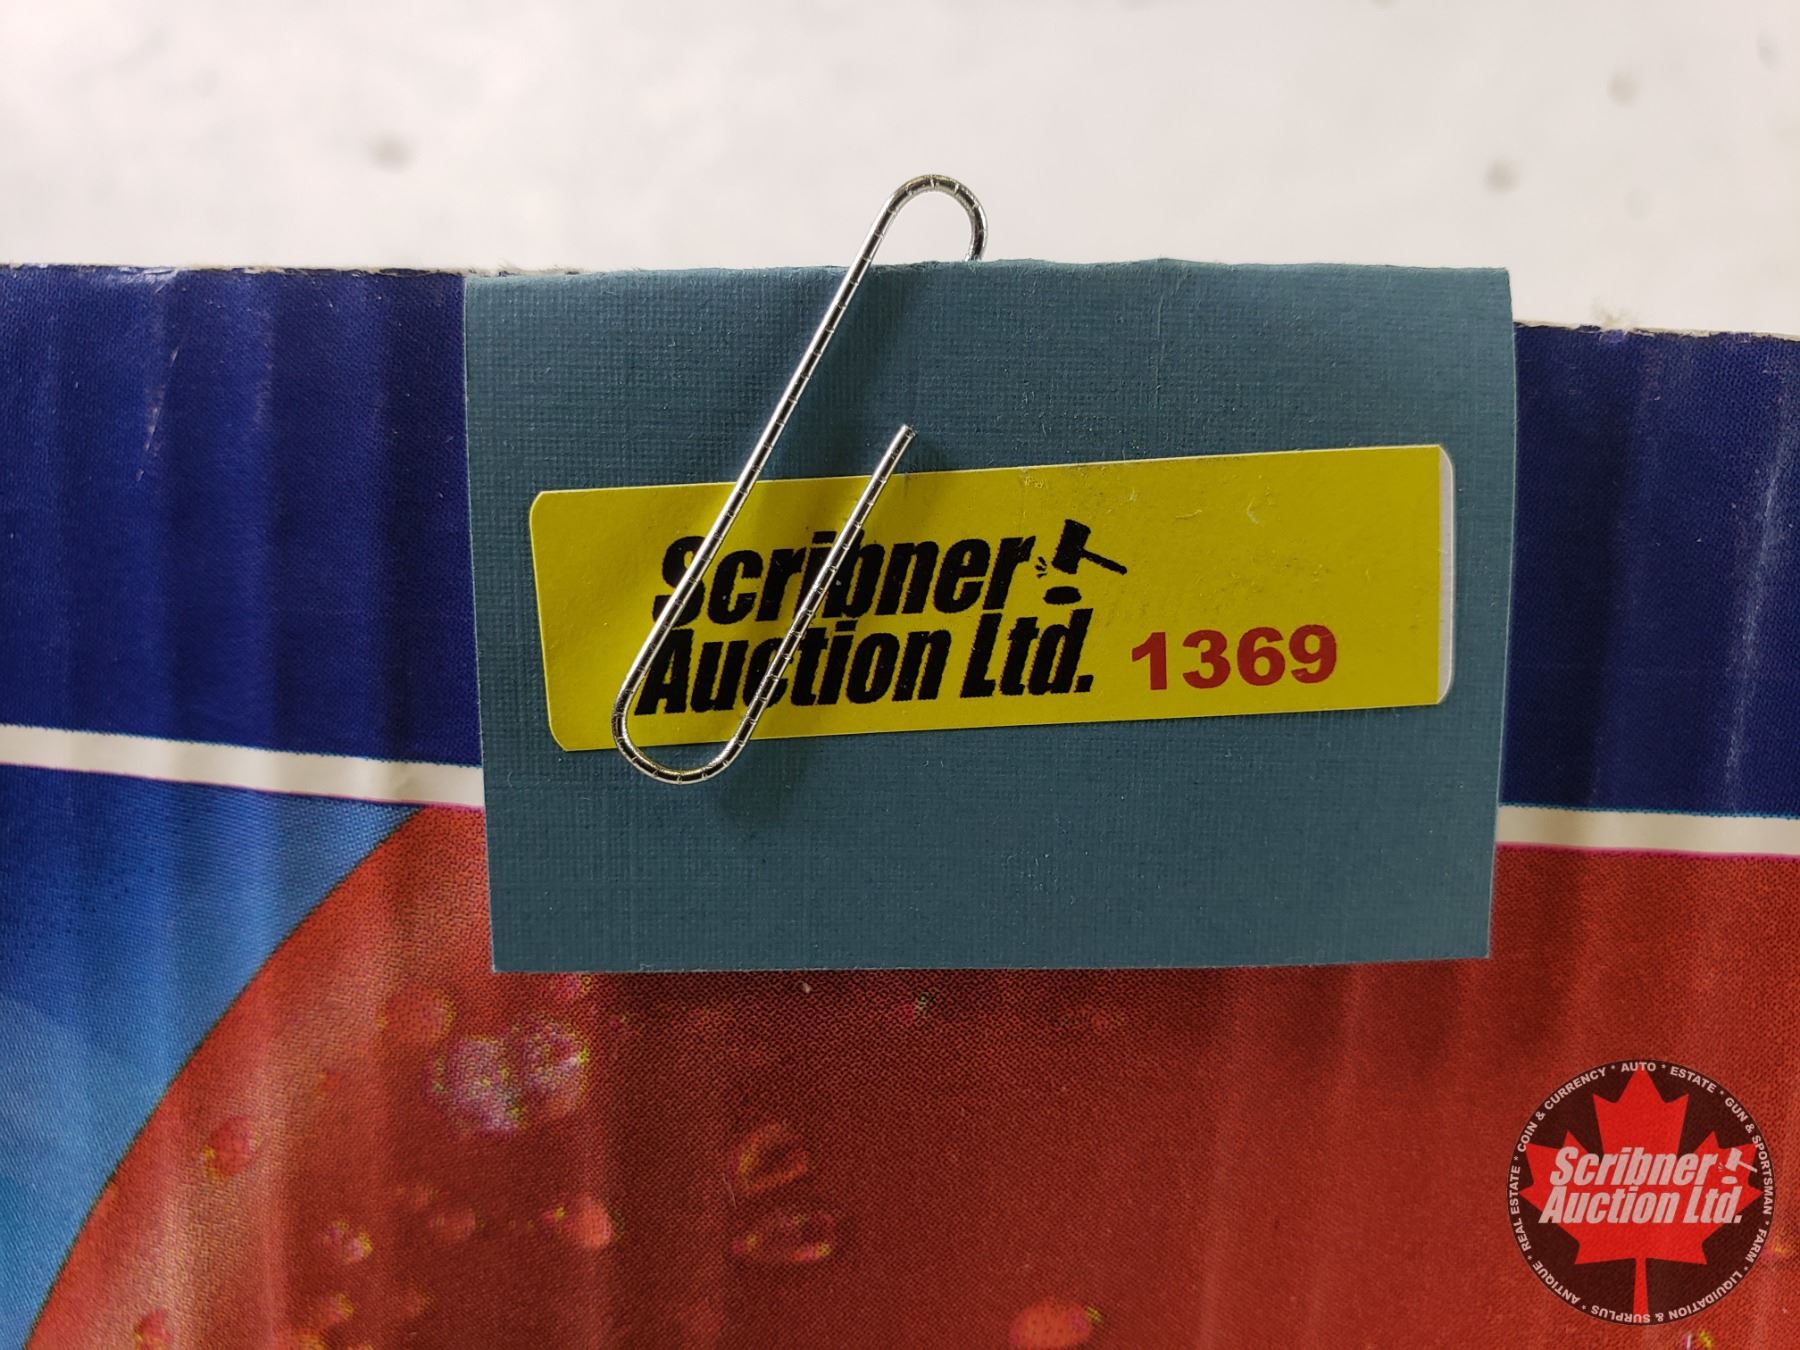 Scribner
Auction Ltd. 1369
Scribner
Auction Ltd.
ANTIQUE * REAL ESTATE * COIN & CURRENCY * AUTO * ESTATE * GUN & SPORTSMAN * FARM * LIQUIDATION & SURPLUS *